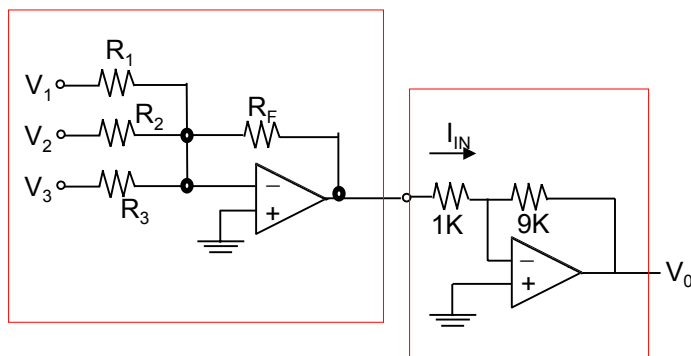 R1
V1
R2
V2
RF
V3
R3
−
+
IIN
1K
9K
−
+
V0